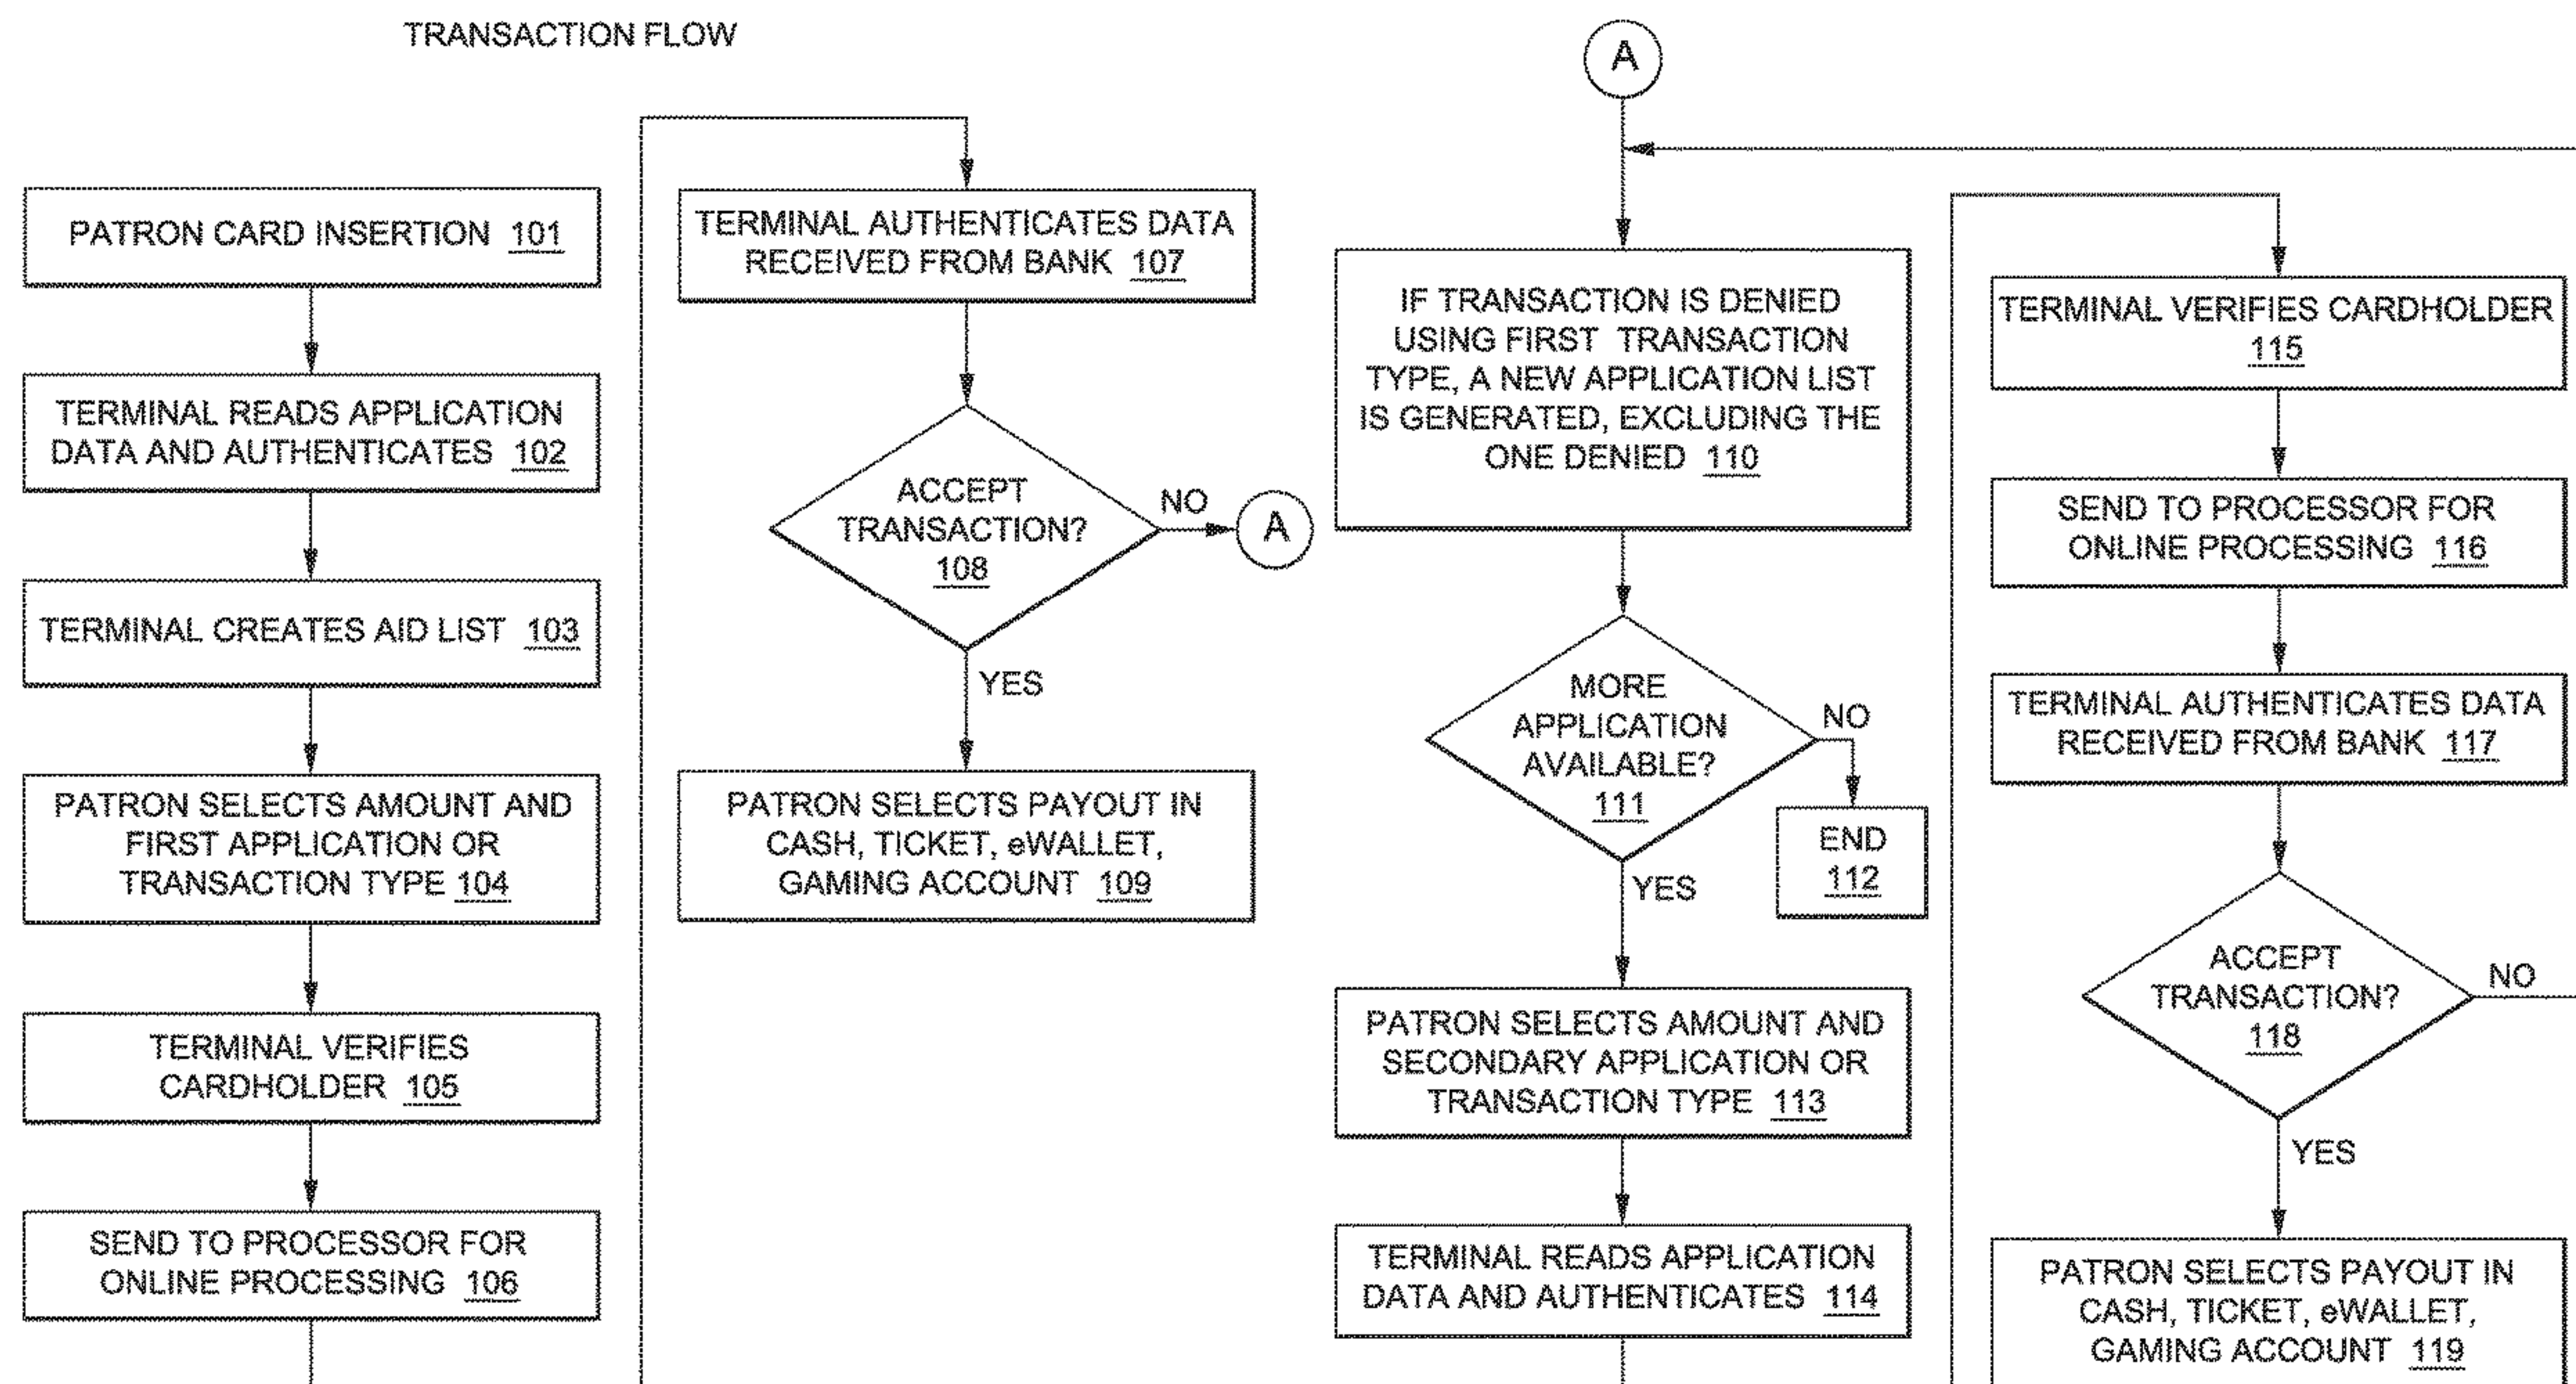 TRANSACTION FLOW
PATRON CARD INSERTION 101
TERMINAL READS APPLICATION
DATA AND AUTHENTICATES 102
TERMINAL CREATES AID LIST 103
PATRON SELECTS AMOUNT AND
FIRST APPLICATION OR
TRANSACTION TYPE 104
TERMINAL VERIFIES
CARDHOLDER 105
SEND TO PROCESSOR FOR
ONLINE PROCESSING 106
TERMINAL AUTHENTICATES DATA
RECEIVED FROM BANK 107
ACCEPT
TRANSACTION?
108
NO
A
YES
PATRON SELECTS PAYOUT IN
CASH, TICKET, eWALLET,
GAMING ACCOUNT 109
A
IF TRANSACTION IS DENIED
USING FIRST TRANSACTION
TYPE, A NEW APPLICATION LIST
IS GENERATED, EXCLUDING THE
ONE DENIED 110
MORE
APPLICATION
AVAILABLE?
111
NO
END
112
YES
PATRON SELECTS AMOUNT AND
SECONDARY APPLICATION OR
TRANSACTION TYPE 113
TERMINAL READS APPLICATION
DATA AND AUTHENTICATES 114
TERMINAL VERIFIES CARDHOLDER
115
SEND TO PROCESSOR FOR
ONLINE PROCESSING 116
TERMINAL AUTHENTICATES DATA
RECEIVED FROM BANK 117
ACCEPT
TRANSACTION?
118
NO
YES
PATRON SELECTS PAYOUT IN
CASH, TICKET, eWALLET,
GAMING ACCOUNT 119